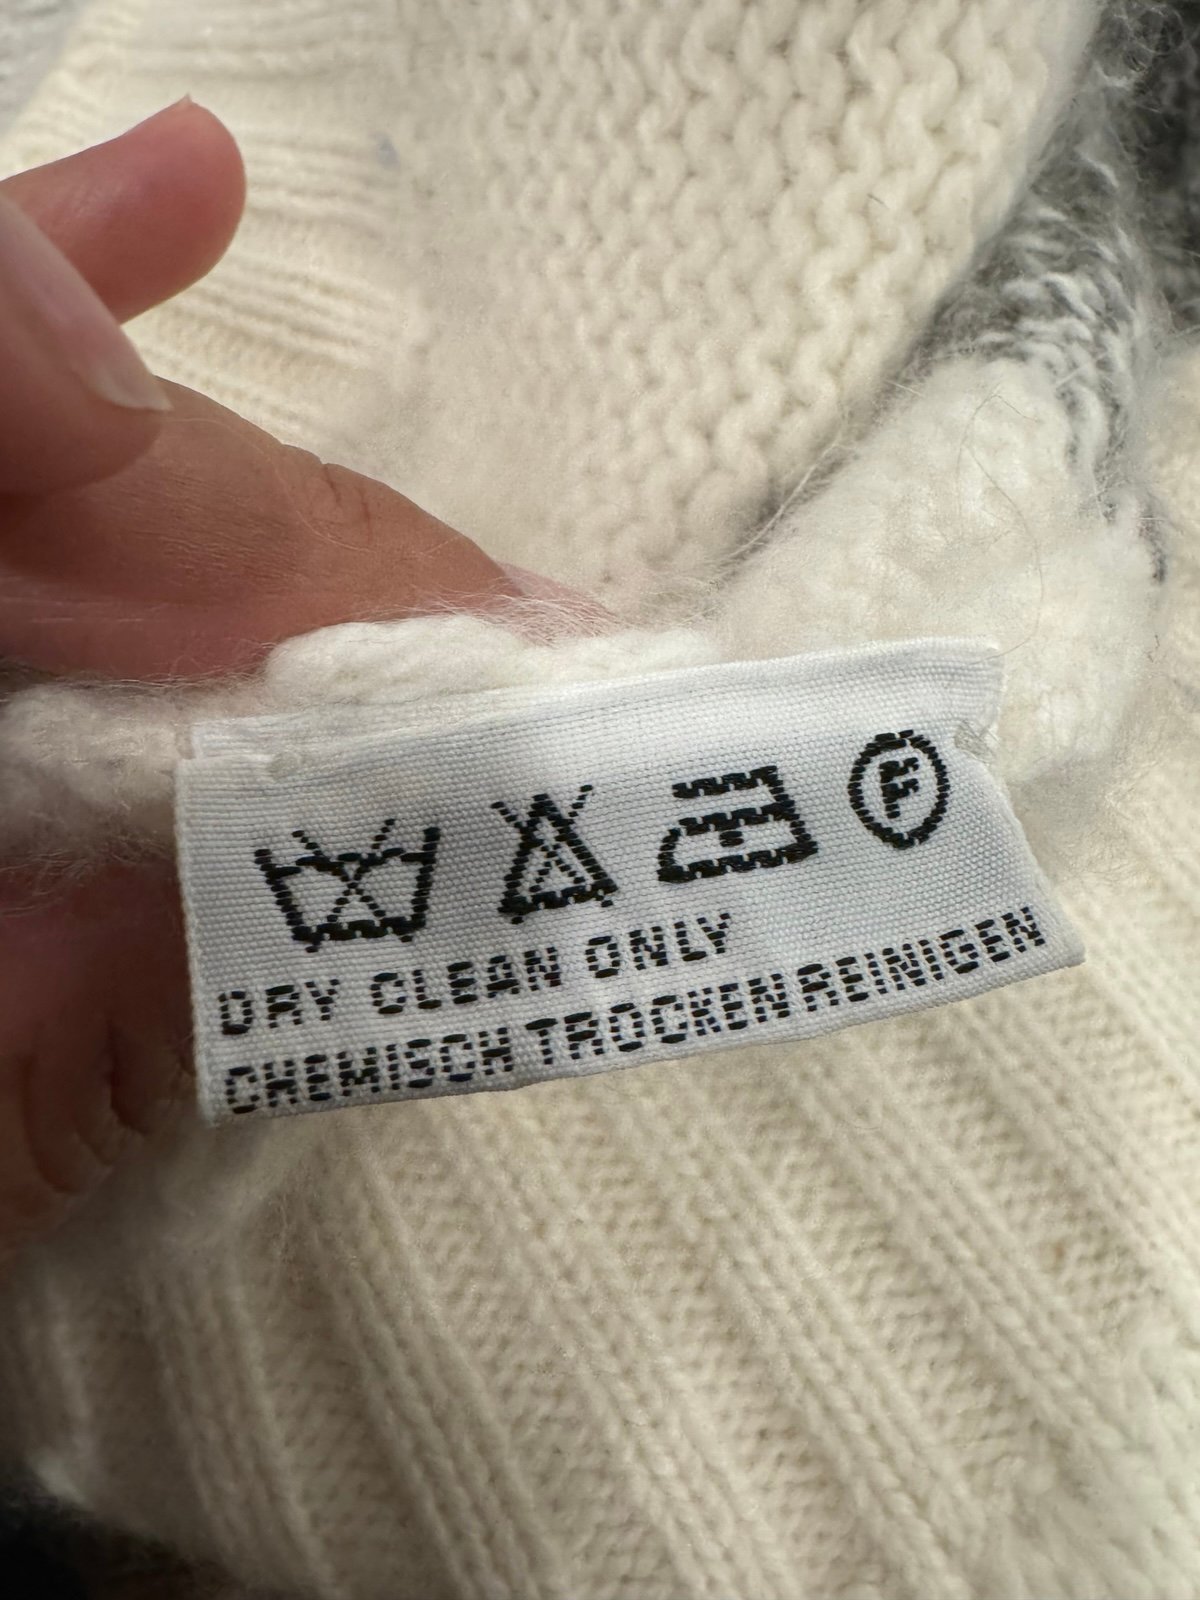 F
DRY CLEAN ONLY
CHEMISCH TROCKEN REINIGEN